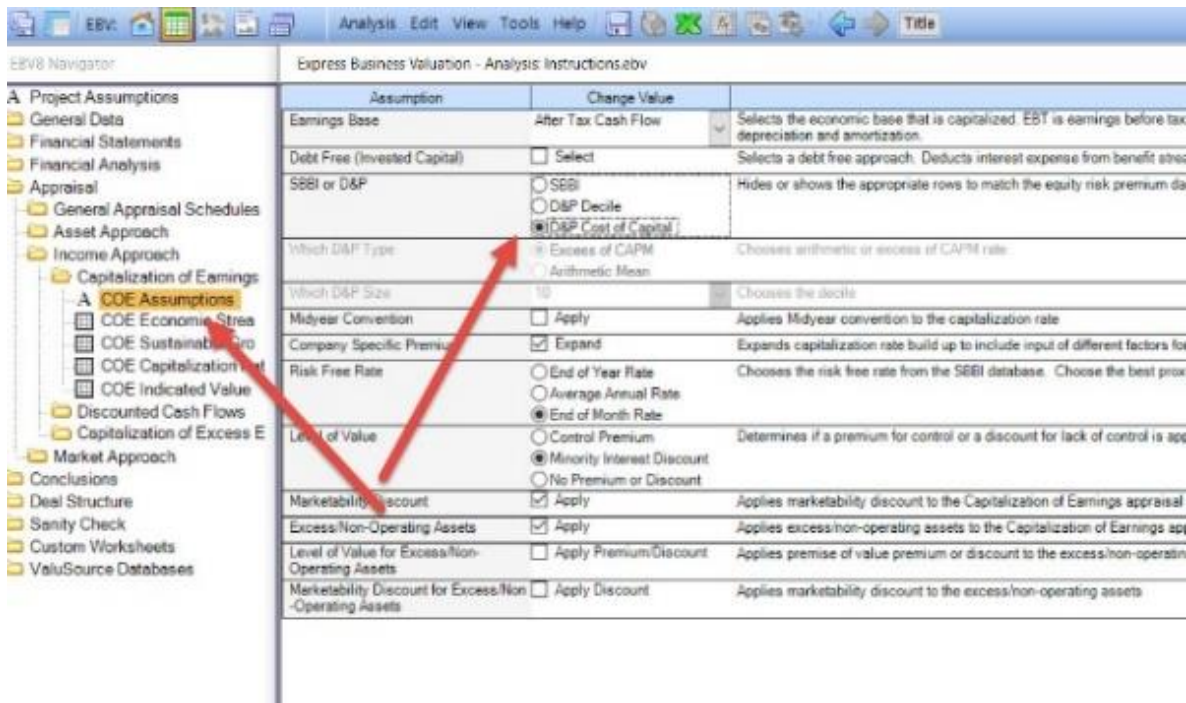 EBV: Analysis Edit View Tools Help Title
EBV8 Navigator
Express Business Valuation - Analysis: Instructions.ebv
A Project Assumptions
General Data
Financial Statements
Financial Analysis
Appraisal
General Appraisal Schedules
Asset Approach
Income Approach
Capitalization of Earnings
A COE Assumptions
COE Economic Strea
COE Sustainable Gro
COE Capitalization
COE Indicated Value
Discounted Cash Flows
Capitalization of Excess E
Market Approach
Conclusions
Deal Structure
Sanity Check
Custom Worksheets
ValuSource Databases
Assumption Change Value
Earnings Base After Tax Cash Flow Selects the economic base that is capitalized. EBT is earnings before tax
depreciation and amortization.
Debt Free (Invested Capital) Select Selects a debt free approach. Deducts interest expense from benefit strea
SBBI or D&P SBBI Hides or shows the appropriate rows to match the equity risk premium da
D&P Decile
D&P Cost of Capital
Which D&P Type Excess of CAPM Chooses arithmetic or excess of CAPM rate
Arithmetic Mean
Which D&P Size 10 Chooses the decile
Midyear Convention Apply Applies Midyear convention to the capitalization rate
Company Specific Premium Expand Expands capitalization rate build up to include input of different factors fo
Risk Free Rate End of Year Rate Chooses the risk free rate from the SBBI database. Choose the best prox
Average Annual Rate
End of Month Rate
Level of Value Control Premium Determines if a premium for control or a discount for lack of control is app
Minority Interest Discount
No Premium or Discount
Marketability Discount Apply Applies marketability discount to the Capitalization of Earnings appraisal
Excess/Non-Operating Assets Apply Applies excess/non-operating assets to the Capitalization of Earnings app
Level of Value for Excess/Non- Apply Premium/Discount Applies premise of value premium or discount to the excess/non-operatin
Operating Assets
Marketability Discount for Excess/Non Apply Discount Applies marketability discount to the excess/non-operating assets
-Operating Assets